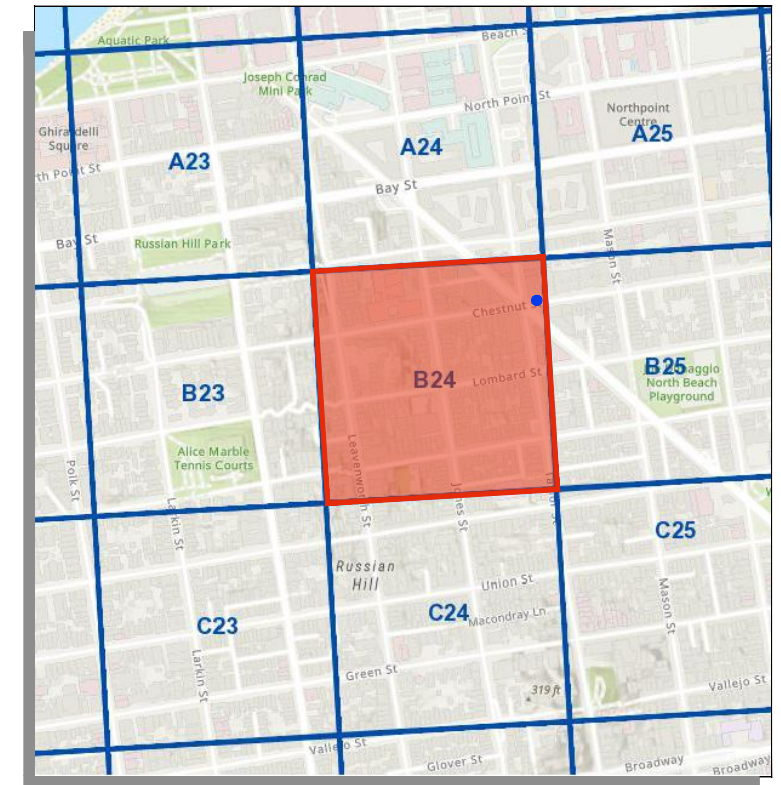 Aquatic Park
Beach St
Joseph Conrad
Mini Park
North Point St
Northpoint
Centre
Ghirardelli
Square
A23
A24
A25
th Point St
Bay St
Bay St
Russian Hill Park
Mason St
Chestnut
B23
B24
B25
Lombard St
North Beach
Playground
Alice Marble
Tennis Courts
Polk St
Larkin St
Leavenworth St
Jones St
Taylor St
C25
Russian
Hill
Union St
C23
C24
Macondray Ln
Mason St
Larkin St
Green St
319 ft
Vallejo St
Vallejo St
Glover St
Broadway
Broadway